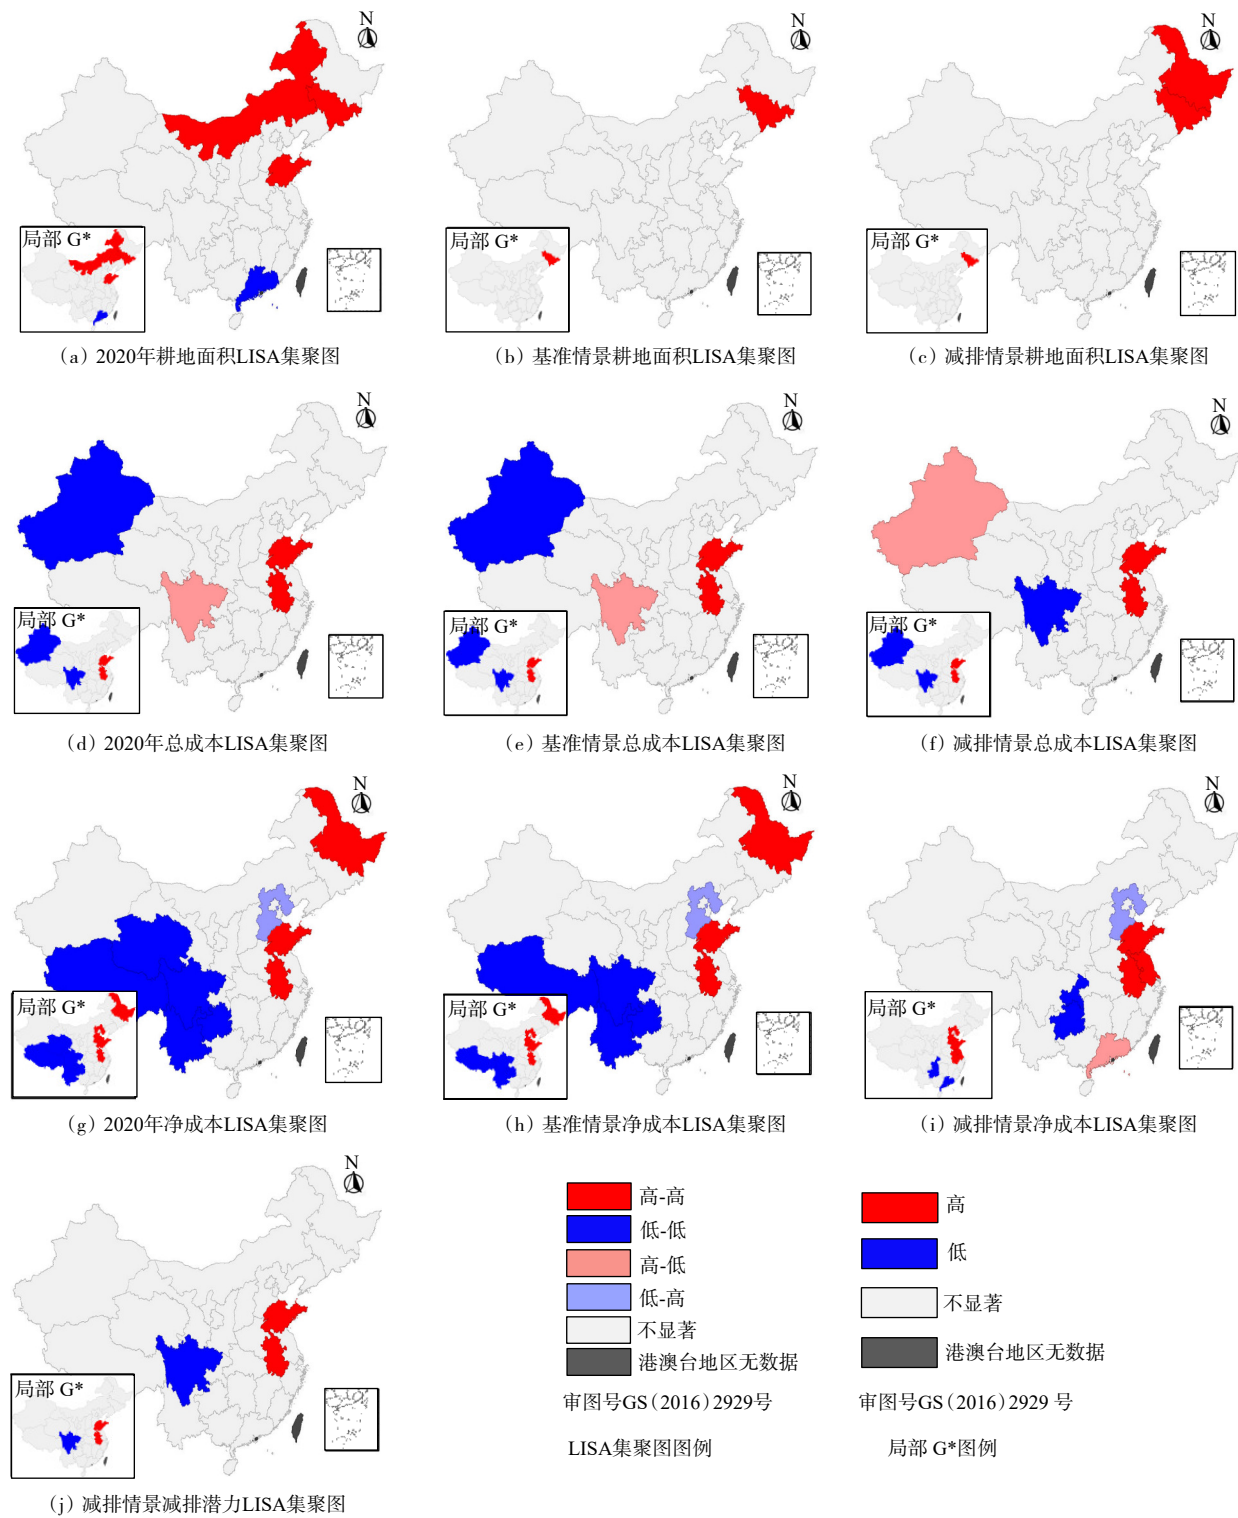 N
N
N
局部 G*
局部 G*
局部 G*
(a) 2020年耕地面积LISA集聚图
(b) 基准情景耕地面积LISA集聚图
(c) 减排情景耕地面积LISA集聚图
N
N
N
局部 G*
局部 G*
局部 G*
(d) 2020年总成本LISA集聚图
(e) 基准情景总成本LISA集聚图
(f) 减排情景总成本LISA集聚图
N
N
N
局部 G*
局部 G*
局部 G*
(g) 2020年净成本LISA集聚图
(h) 基准情景净成本LISA集聚图
(i) 减排情景净成本LISA集聚图
N
局部 G*
(j) 减排情景减排潜力LISA集聚图
高-高
低-低
高-低
低-高
不显著
港澳台地区无数据
审图号GS(2016)2929号
LISA集聚图图例
高
低
不显著
港澳台地区无数据
审图号GS(2016)2929 号
局部 G*图例